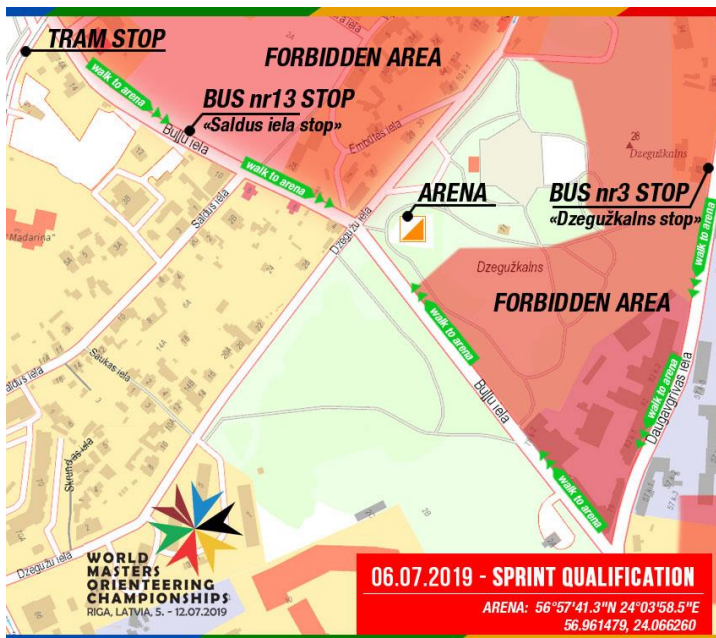 TRAM STOP
FORBIDDEN AREA
walk to arena
BUS nr13 STOP
«Saldus iela stop»
Buļļu iela
Embūtes iela
walk to arena
28
Dzegužkalns
ARENA
BUS nr3 STOP
«Dzegužkalns stop»
Saldus iela
Dzegužu iela
"Madariņa"
Dzegužkalns
walk to arena
FORBIDDEN AREA
walk to arena
Saukas iela
Saldus iela
Buļļu iela
walk to arena
Daugavgrīvas iela
walk to arena
Dzegužu iela
WORLD
MASTERS
ORIENTEERING
CHAMPIONSHIPS
RIGA, LATVIA, 5. - 12.07.2019
06.07.2019 - SPRINT QUALIFICATION
ARENA: 56°57'41.3"N 24°03'58.5"E
56.961479, 24.066260